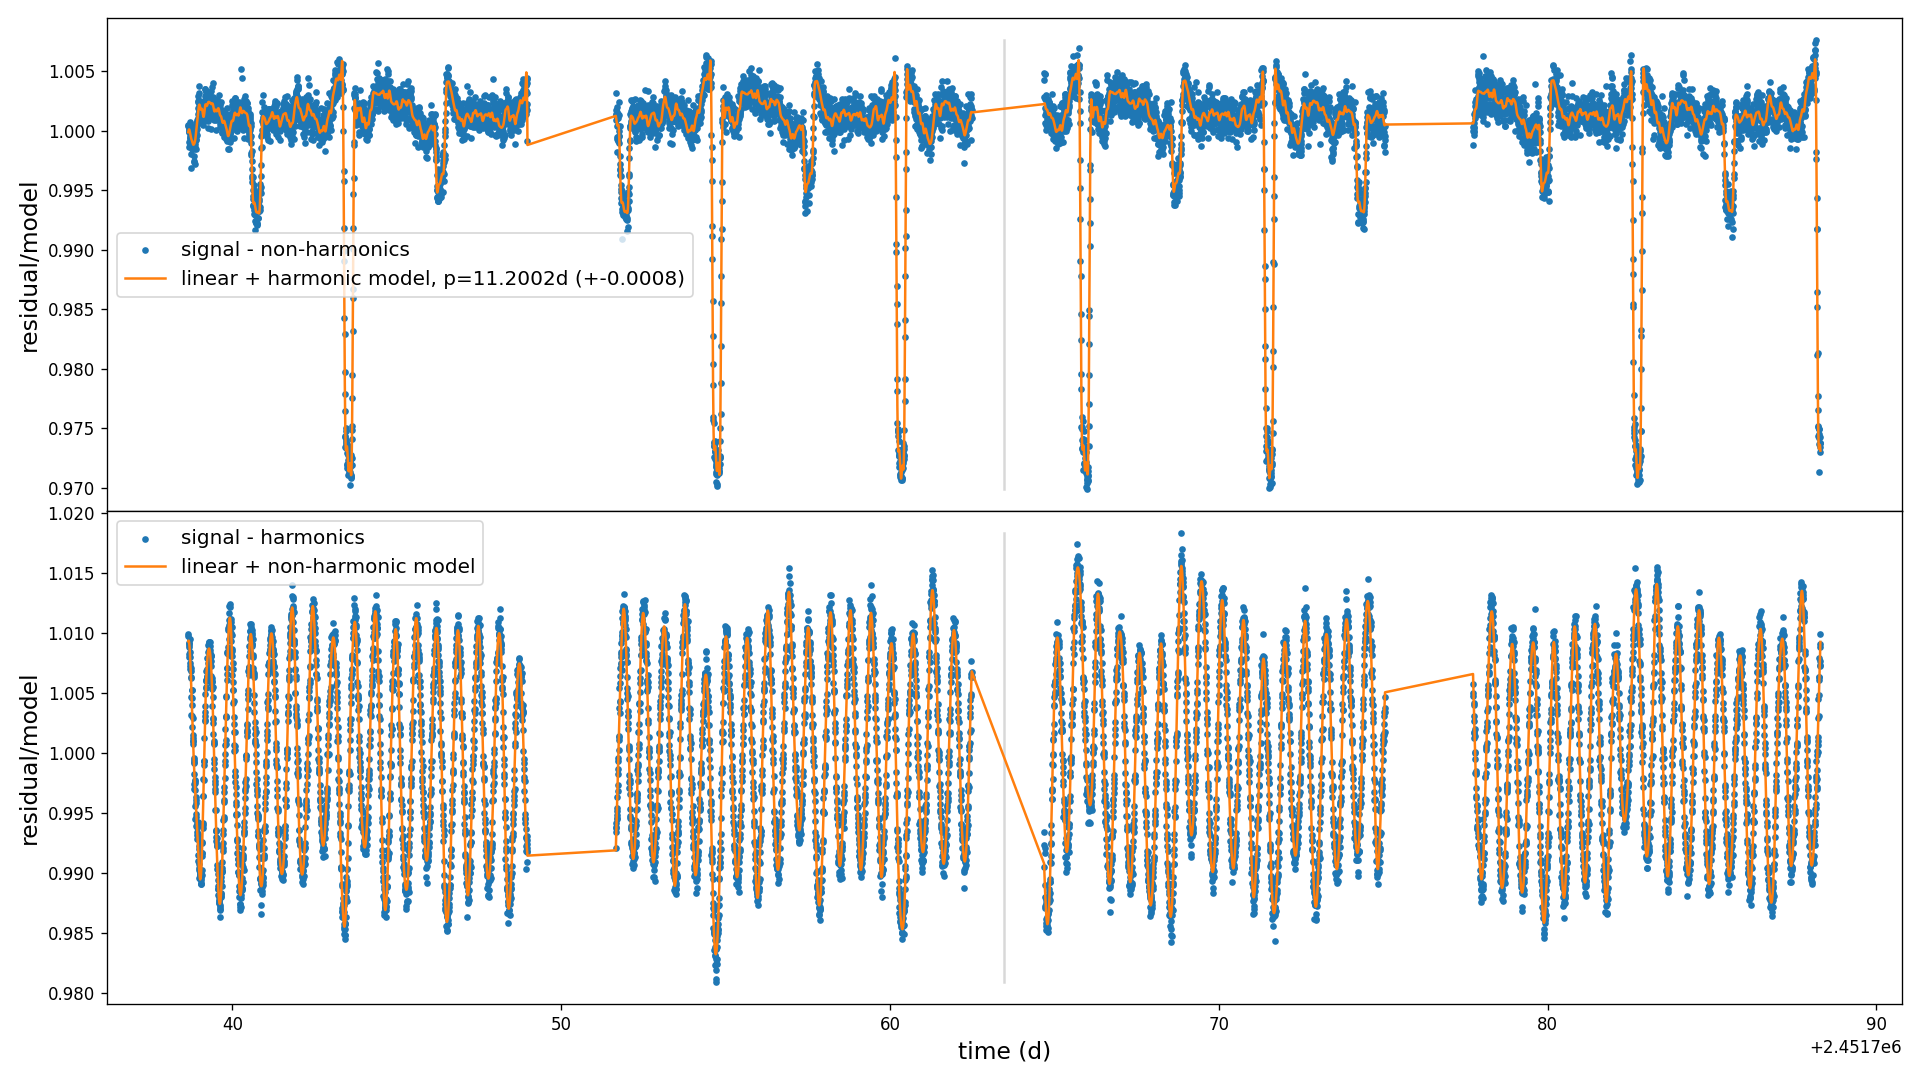 1.005
1.000
0.995
0.990
0.985
0.980
0.975
0.970
residual/model
signal - non-harmonics
linear + harmonic model, p=11.2002d (+-0.0008)
1.020
1.015
1.010
1.005
1.000
0.995
0.990
0.985
0.980
residual/model
signal - harmonics
linear + non-harmonic model
40
50
60
70
80
90
time (d)
+2.4517e6